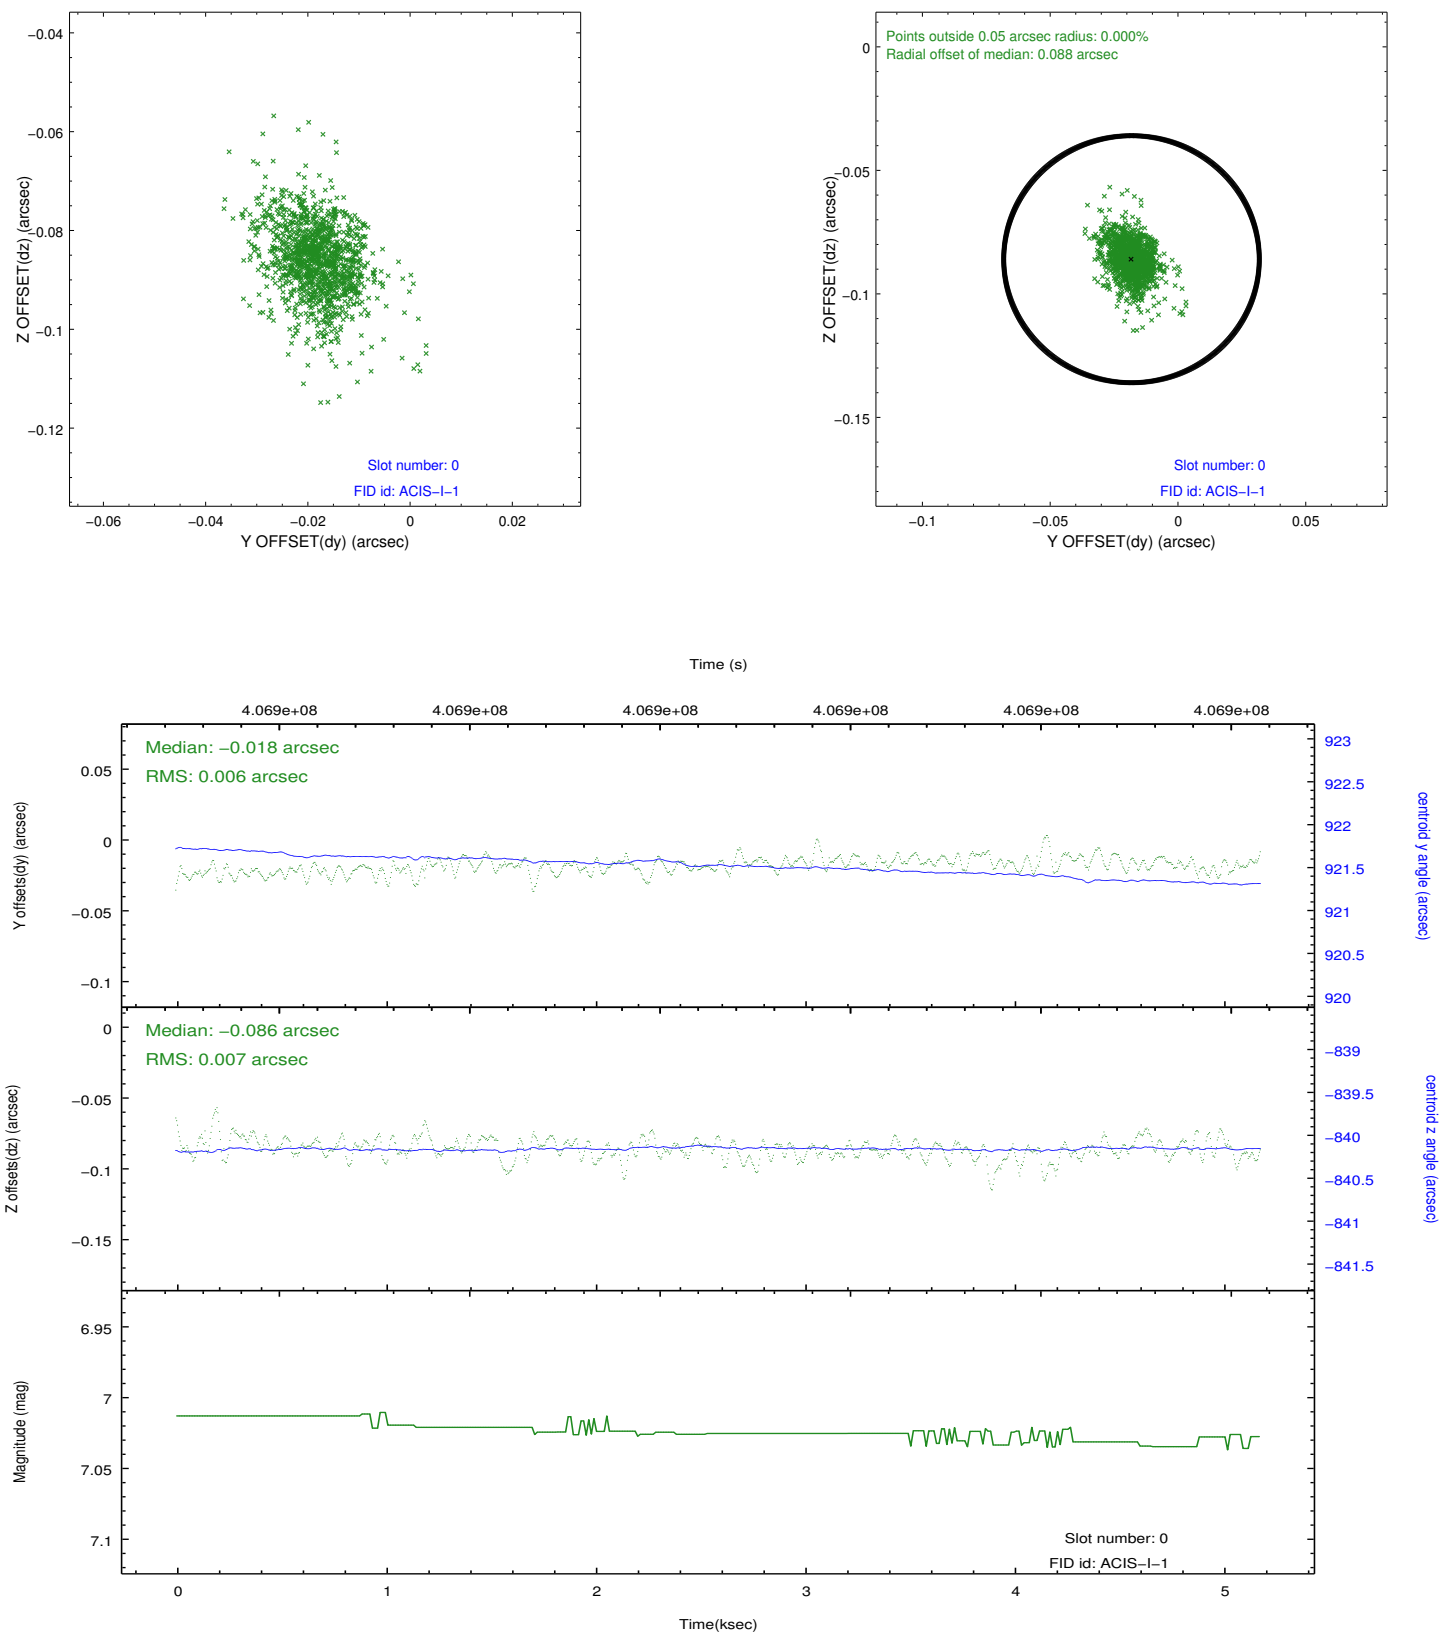 −0.04
−0.06
−0.08
−0.1
−0.12
Z OFFSET(dz) (arcsec)
Slot number: 0
FID id: ACIS−I−1
−0.06
−0.04
−0.02
0
0.02
Y OFFSET(dy) (arcsec)
Points outside 0.05 arcsec radius: 0.000%
Radial offset of median: 0.088 arcsec
0
−0.05
−0.1
−0.15
Z OFFSET(dz) (arcsec)
Slot number: 0
FID id: ACIS−I−1
−0.1
−0.05
0
0.05
Y OFFSET(dy) (arcsec)
Time (s)
4.069e+08
4.069e+08
4.069e+08
4.069e+08
4.069e+08
4.069e+08
Median: −0.018 arcsec
RMS: 0.006 arcsec
0.05
0
−0.05
−0.1
Y offsets(dy) (arcsec)
923
922.5
922
921.5
921
920.5
920
centroid y angle (arcsec)
Median: −0.086 arcsec
RMS: 0.007 arcsec
0
−0.05
−0.1
−0.15
Z offsets(dz) (arcsec)
−839
−839.5
−840
−840.5
−841
−841.5
centroid z angle (arcsec)
6.95
7
7.05
7.1
Magnitude (mag)
Slot number: 0
FID id: ACIS−I−1
0
1
2
3
4
5
Time(ksec)